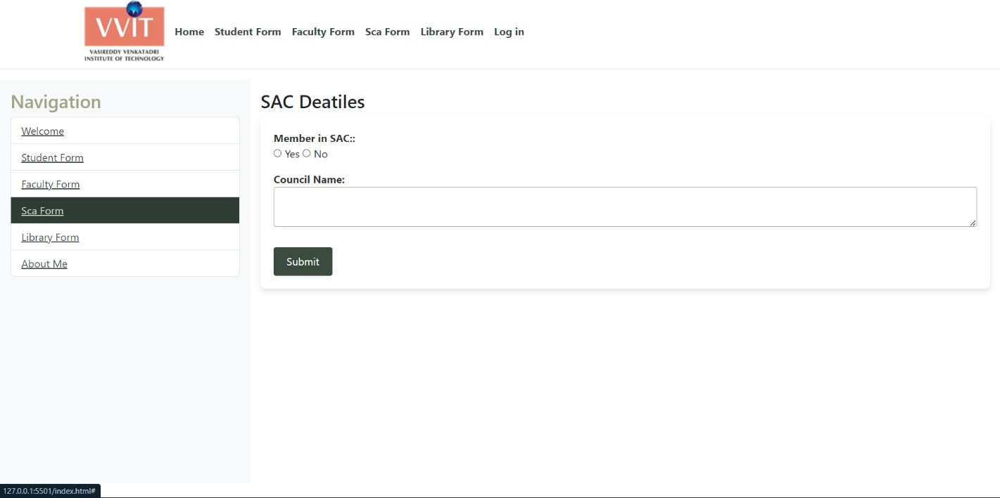 VVIT
VASIREDDY VENKATADRI
INSTITUTE OF TECHNOLOGY
Home Student Form Faculty Form Sca Form Library Form Log in
Navigation
Welcome
Student Form
Faculty Form
Sca Form
Library Form
About Me
SAC Deatiles
Member in SAC::
Yes No
Council Name:
Submit
127.0.0.1:5501/index.html#